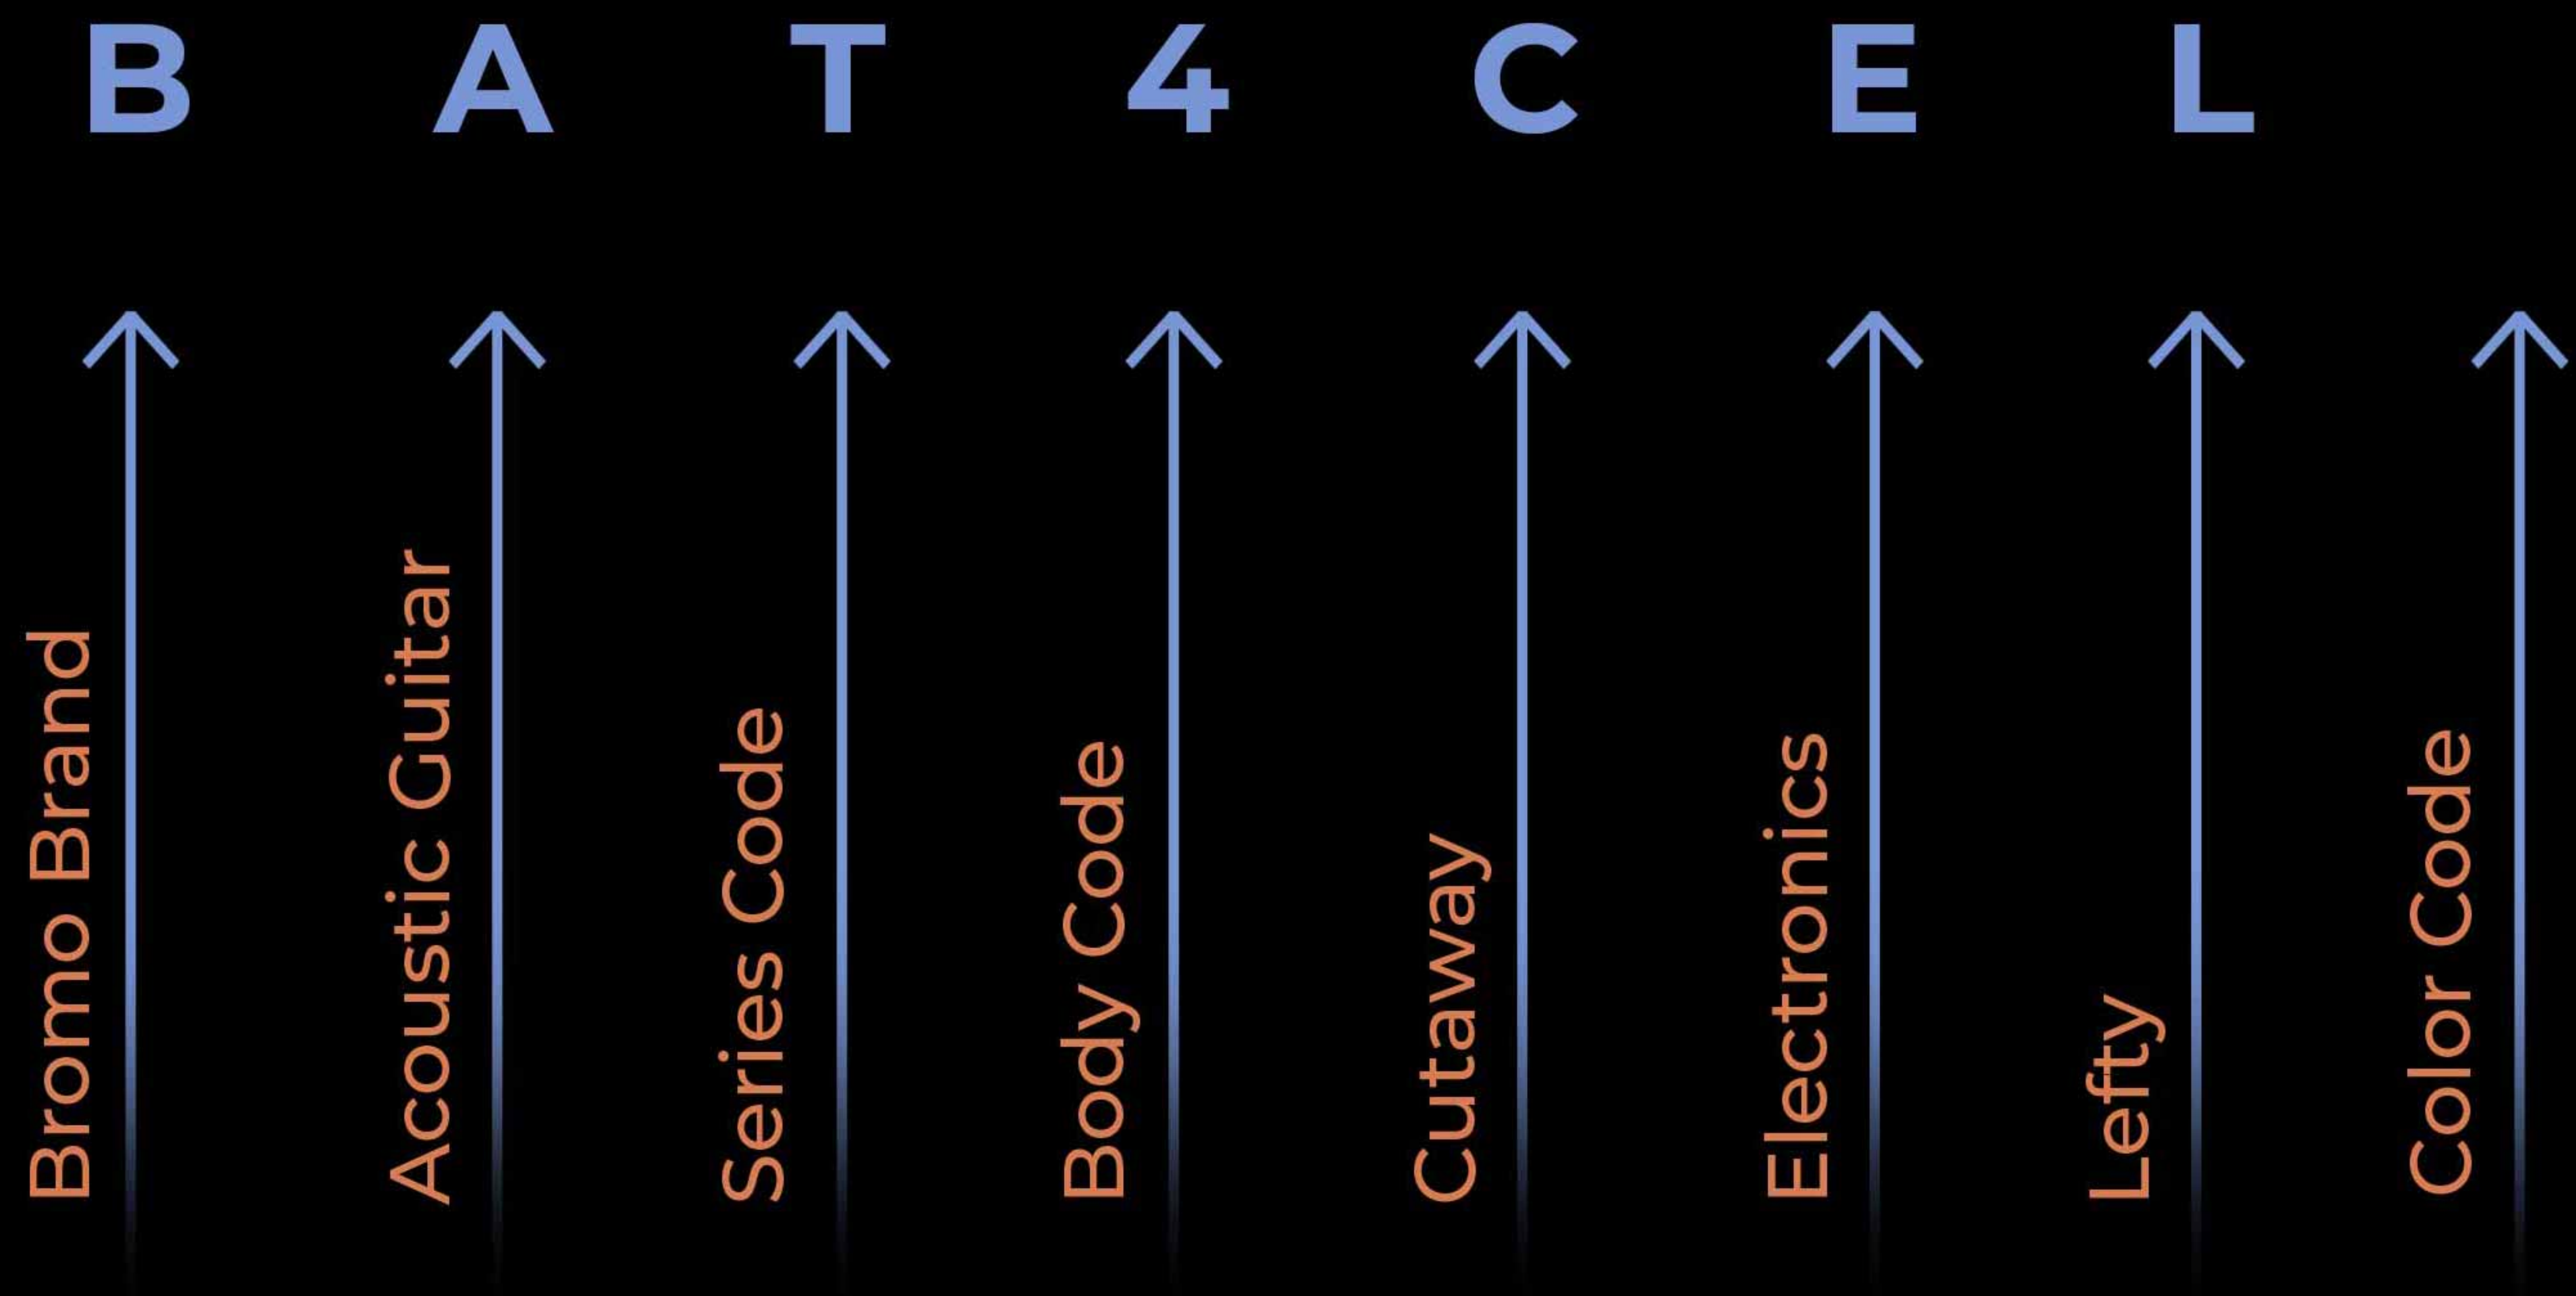 B A T 4 C E L
Bromo Brand
Acoustic Guitar
Series Code
Body Code
Cutaway
Electronics
Lefty
Color Code